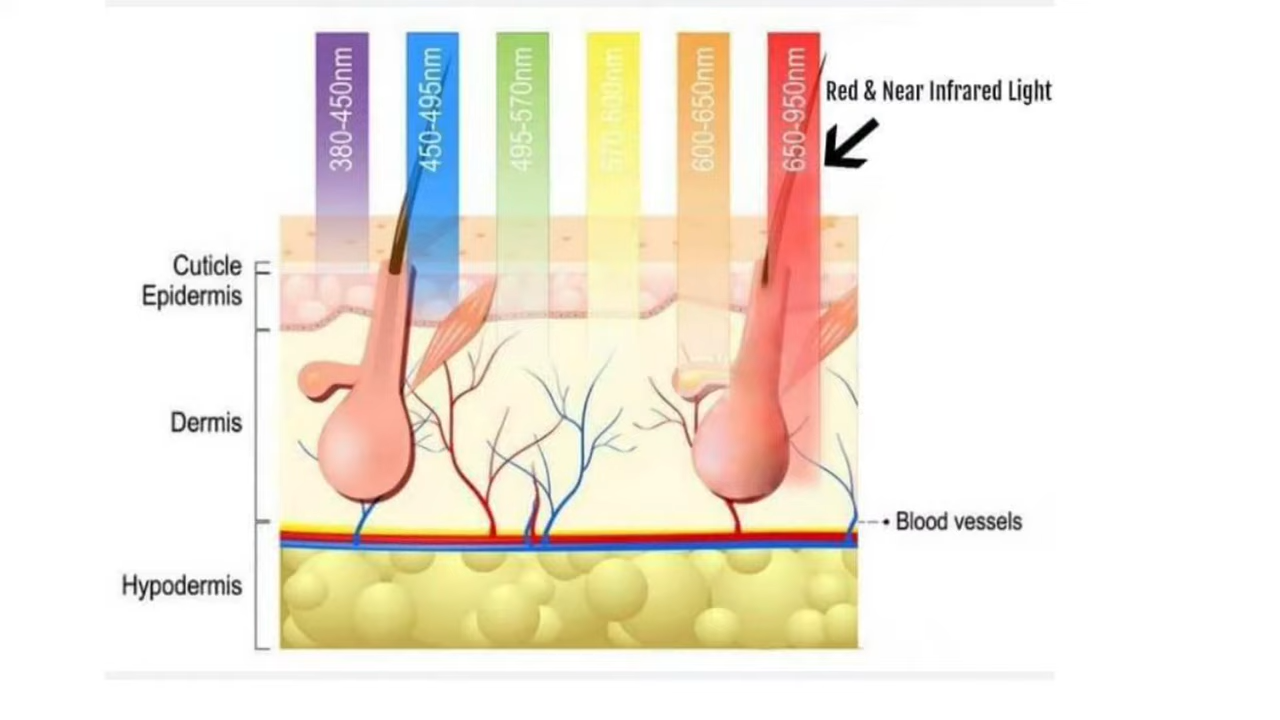 380-450nm
450-495nm
495-570nm
570-600nm
600-650nm
650-950nm
Red & Near Infrared Light
Cuticle
Epidermis
Dermis
Blood vessels
Hypodermis